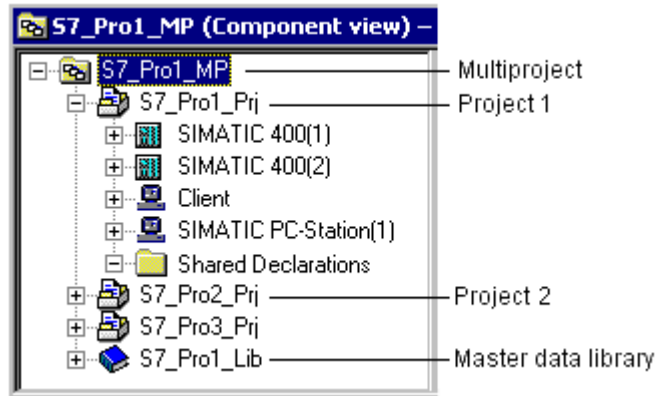 S7_Pro1_MP (Component view) –
S7_Pro1_MP Multiproject
S7_Pro1_Prj Project 1
SIMATIC 400(1)
SIMATIC 400(2)
Client
SIMATIC PC-Station(1)
Shared Declarations
S7_Pro2_Prj Project 2
S7_Pro3_Prj
S7_Pro1_Lib Master data library